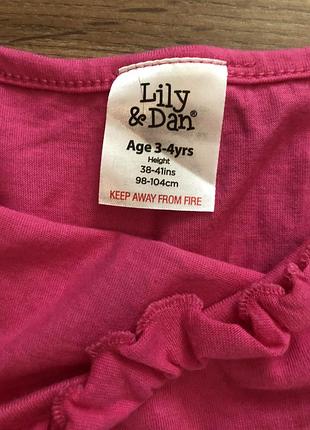 Lily
& Dan®
Age 3-4yrs
Height
38-41ins
98-104cm
KEEP AWAY FROM FIRE